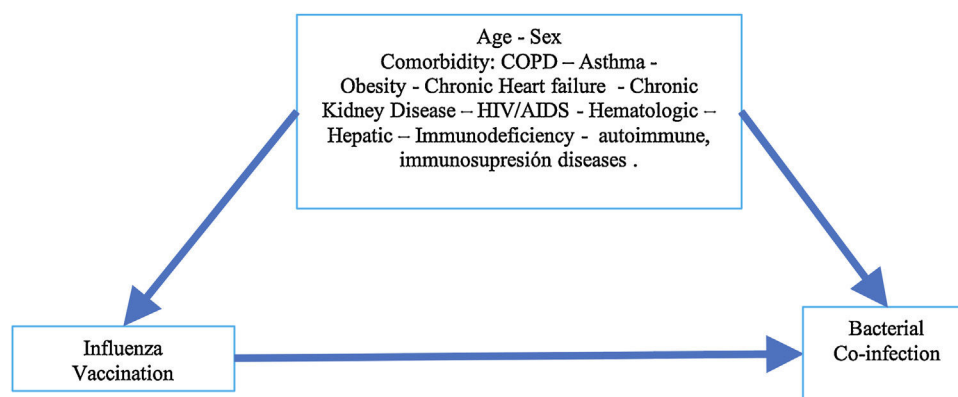 Age - Sex
Comorbidity: COPD – Asthma -
Obesity - Chronic Heart failure - Chronic
Kidney Disease – HIV/AIDS - Hematologic –
Hepatic – Immunodeficiency - autoimmune,
immunosupresión diseases .
Influenza
Vaccination
Bacterial
Co-infection